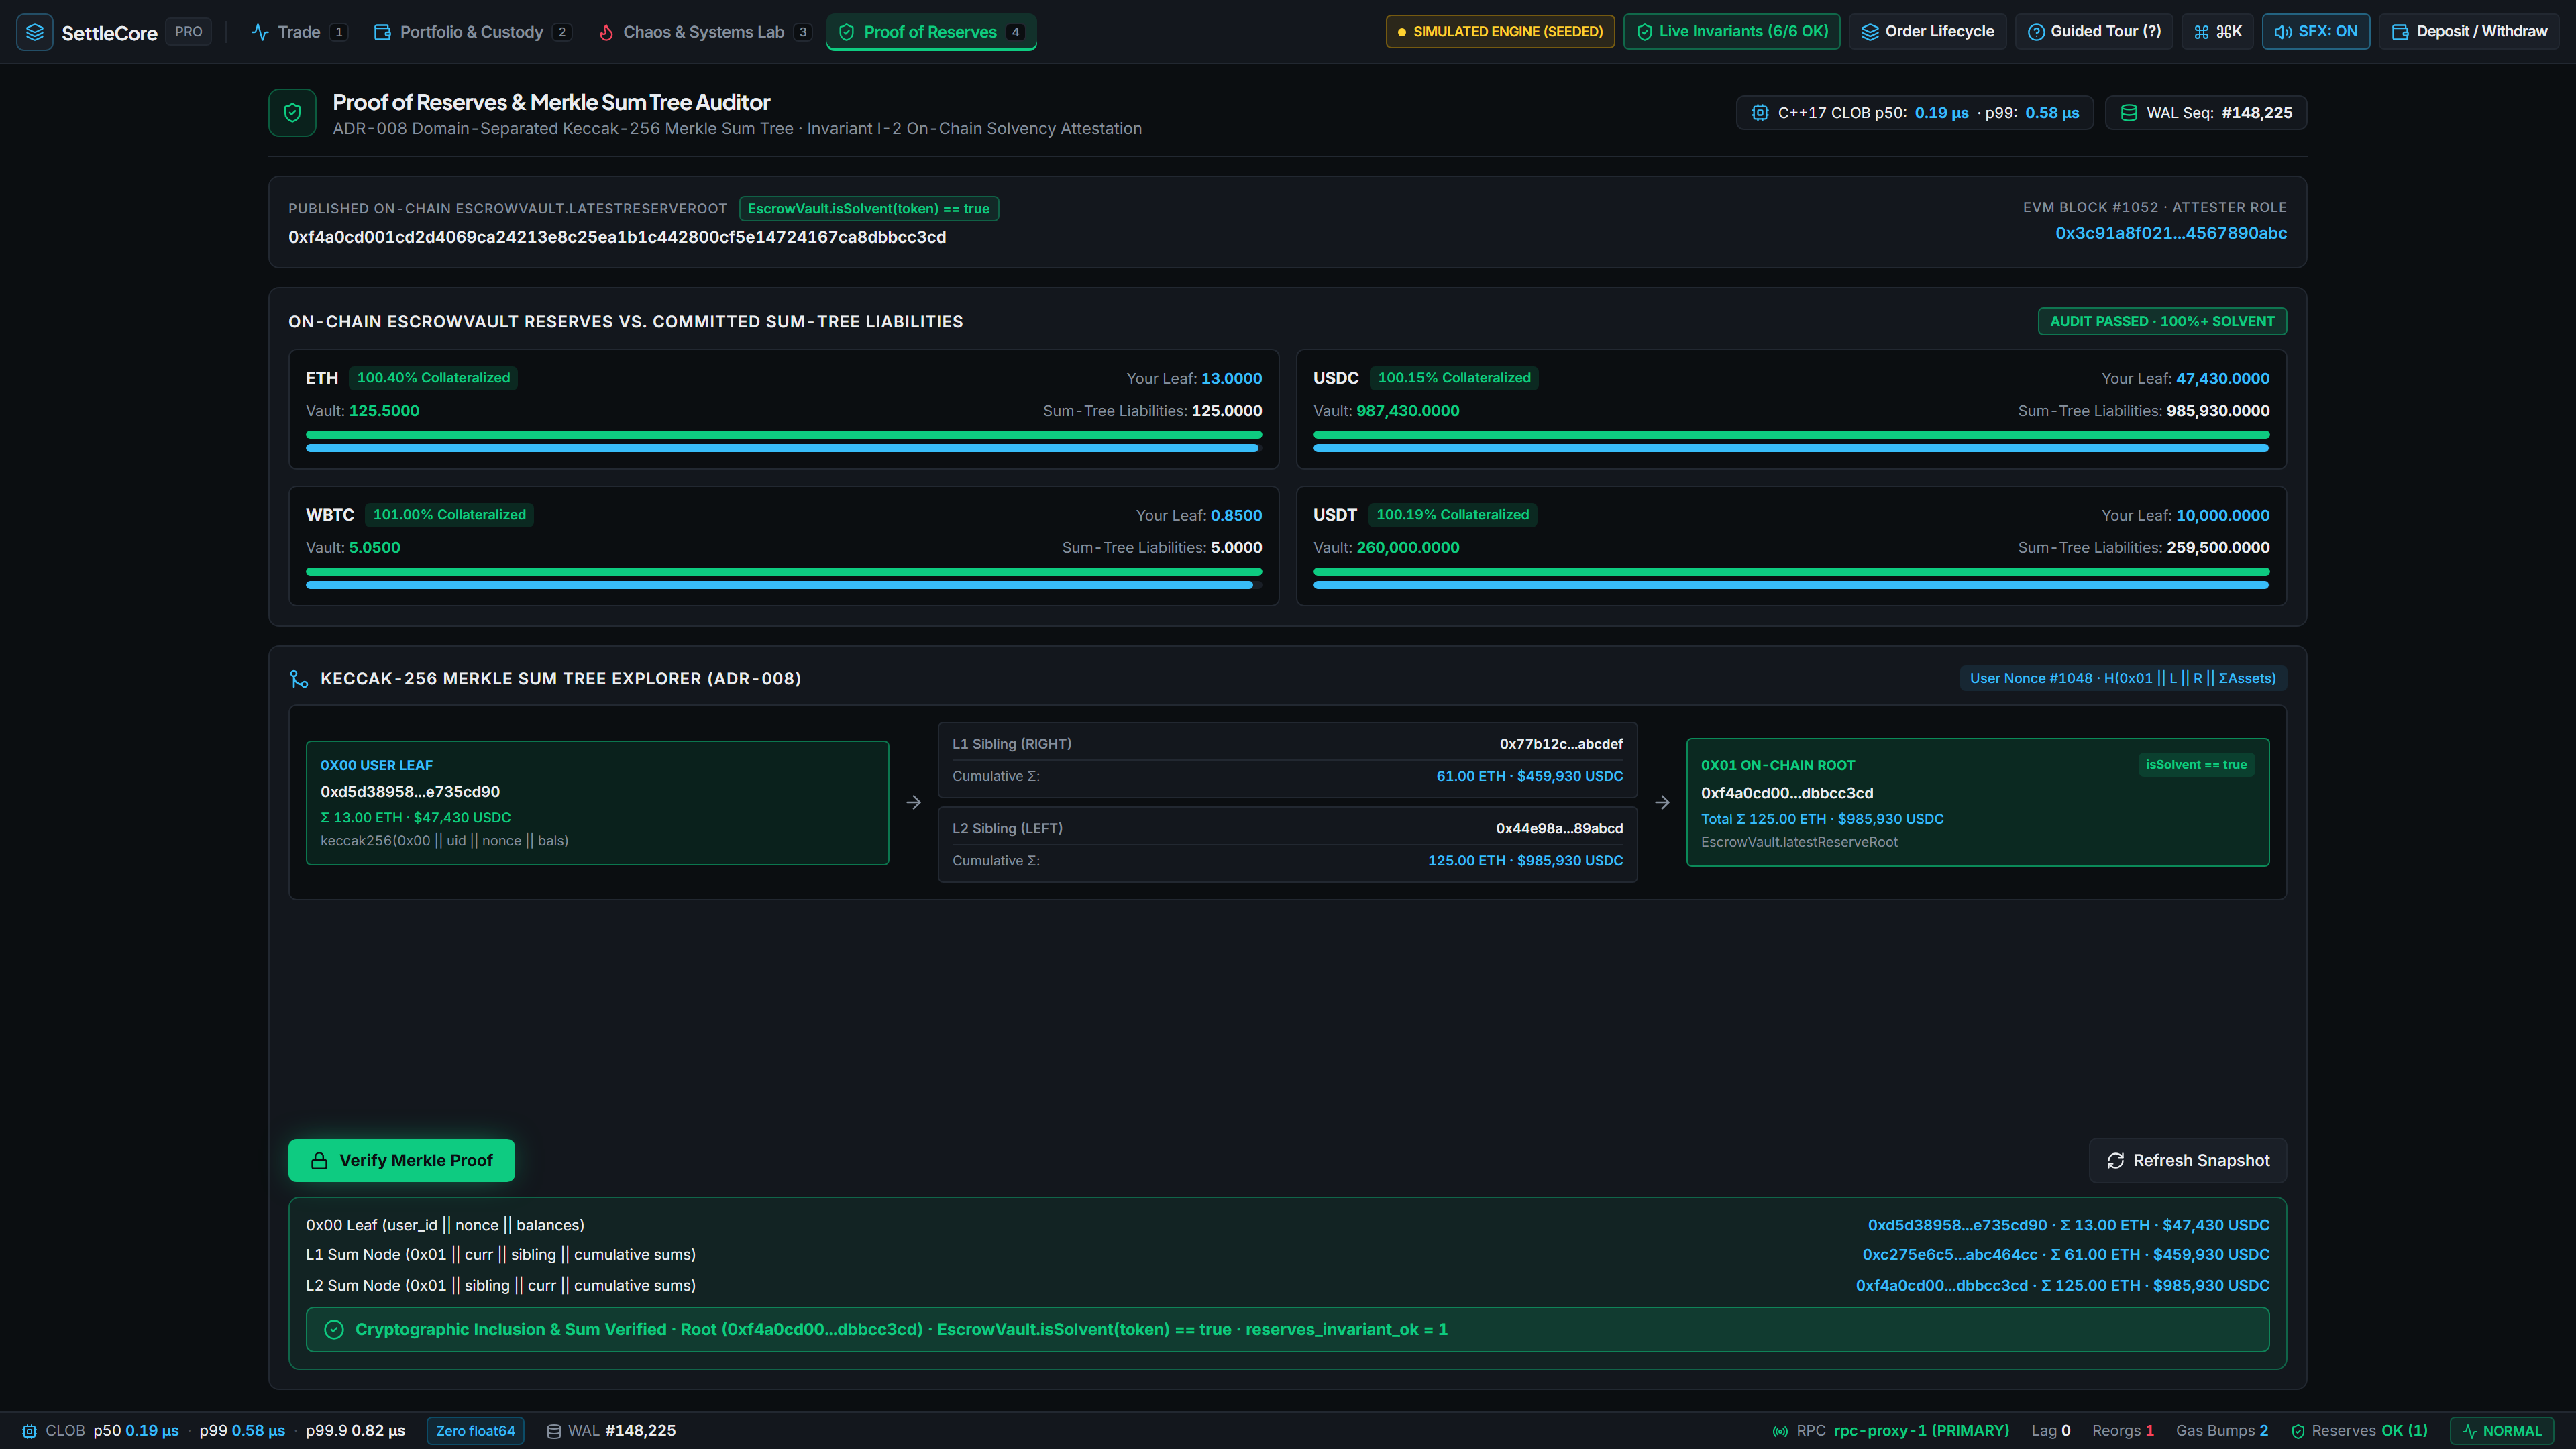 SettleCore PRO Trade 1 Portfolio & Custody 2 Chaos & Systems Lab 3 Proof of Reserves 4 SIMULATED ENGINE (SEEDED) Live Invariants (6/6 OK) Order Lifecycle Guided Tour (?) ⌘ ⌘K SFX: ON Deposit / Withdraw
Proof of Reserves & Merkle Sum Tree Auditor
ADR-008 Domain-Separated Keccak-256 Merkle Sum Tree · Invariant I-2 On-Chain Solvency Attestation
C++17 CLOB p50: 0.19 µs · p99: 0.58 µs WAL Seq: #148,225
PUBLISHED ON-CHAIN ESCROWVAULT.LATESTRESERVEROOT EscrowVault.isSolvent(token) == true
0xf4a0cd001cd2d4069ca24213e8c25ea1b1c442800cf5e14724167ca8dbbcc3cd
EVM BLOCK #1052 · ATTESTER ROLE
0x3c91a8f021...4567890abc
ON-CHAIN ESCROWVAULT RESERVES VS. COMMITTED SUM-TREE LIABILITIES AUDIT PASSED · 100%+ SOLVENT
ETH 100.40% Collateralized Your Leaf: 13.0000
Vault: 125.5000 Sum-Tree Liabilities: 125.0000
USDC 100.15% Collateralized Your Leaf: 47,430.0000
Vault: 987,430.0000 Sum-Tree Liabilities: 985,930.0000
WBTC 101.00% Collateralized Your Leaf: 0.8500
Vault: 5.0500 Sum-Tree Liabilities: 5.0000
USDT 100.19% Collateralized Your Leaf: 10,000.0000
Vault: 260,000.0000 Sum-Tree Liabilities: 259,500.0000
KECCAK-256 MERKLE SUM TREE EXPLORER (ADR-008) User Nonce #1048 · H(0x01 || L || R || ΣAssets)
0X00 USER LEAF
0xd5d38958...e735cd90
Σ 13.00 ETH · $47,430 USDC
keccak256(0x00 || uid || nonce || bals)
L1 Sibling (RIGHT) 0x77b12c...abcdef
Cumulative Σ: 61.00 ETH · $459,930 USDC
L2 Sibling (LEFT) 0x44e98a...89abcd
Cumulative Σ: 125.00 ETH · $985,930 USDC
0X01 ON-CHAIN ROOT isSolvent == true
0xf4a0cd00...dbbcc3cd
Total Σ 125.00 ETH · $985,930 USDC
EscrowVault.latestReserveRoot
Verify Merkle Proof Refresh Snapshot
0x00 Leaf (user_id || nonce || balances) 0xd5d38958...e735cd90 · Σ 13.00 ETH · $47,430 USDC
L1 Sum Node (0x01 || curr || sibling || cumulative sums) 0xc275e6c5...abc464cc · Σ 61.00 ETH · $459,930 USDC
L2 Sum Node (0x01 || sibling || curr || cumulative sums) 0xf4a0cd00...dbbcc3cd · Σ 125.00 ETH · $985,930 USDC
Cryptographic Inclusion & Sum Verified · Root (0xf4a0cd00...dbbcc3cd) · EscrowVault.isSolvent(token) == true · reserves_invariant_ok = 1
CLOB p50 0.19 µs · p99 0.58 µs · p99.9 0.82 µs Zero float64 WAL #148,225 RPC rpc-proxy-1 (PRIMARY) Lag 0 Reorgs 1 Gas Bumps 2 Reserves OK (1) NORMAL